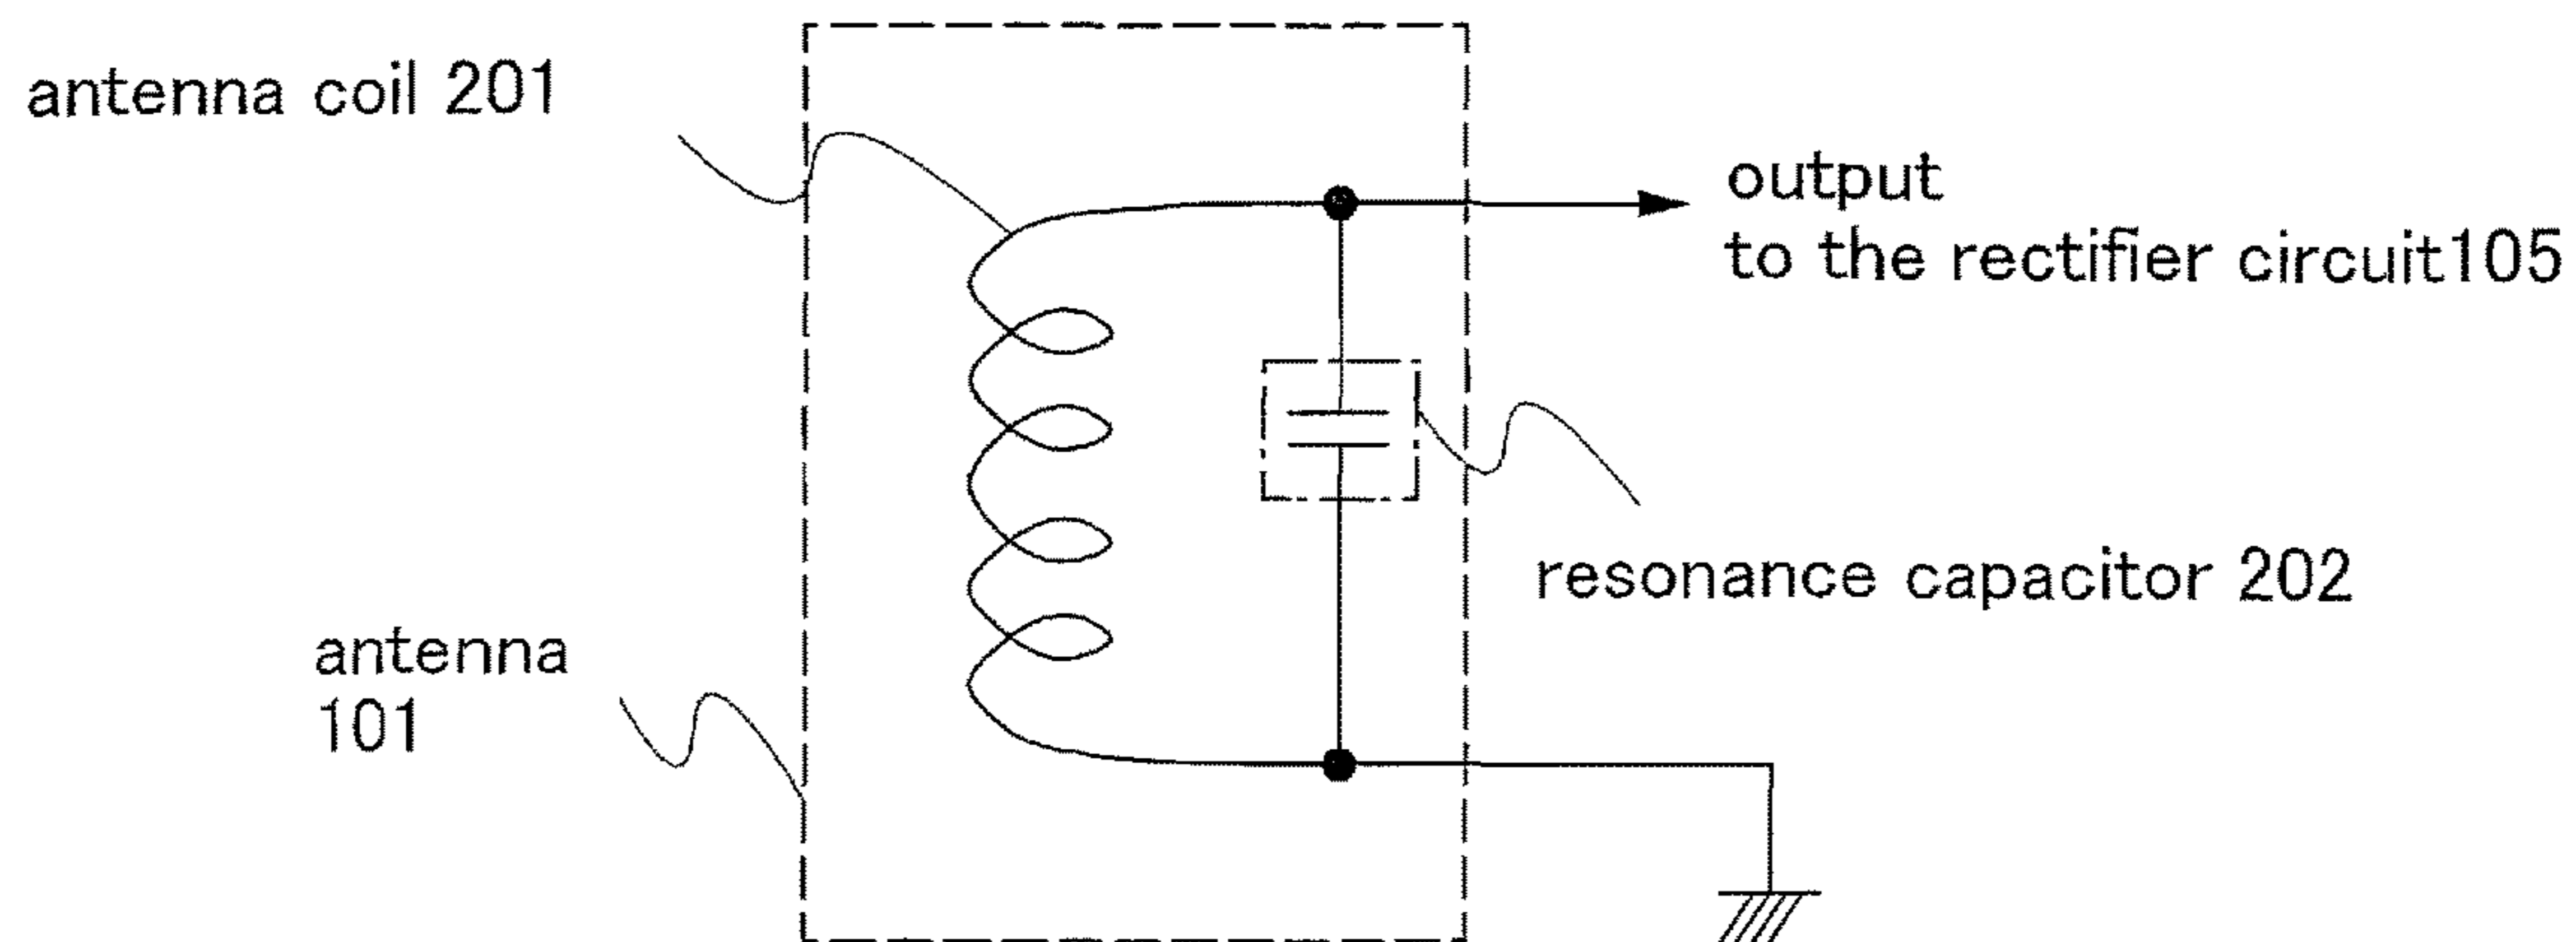 antenna coil 201
output
to the rectifier circuit105
resonance capacitor 202
antenna
101